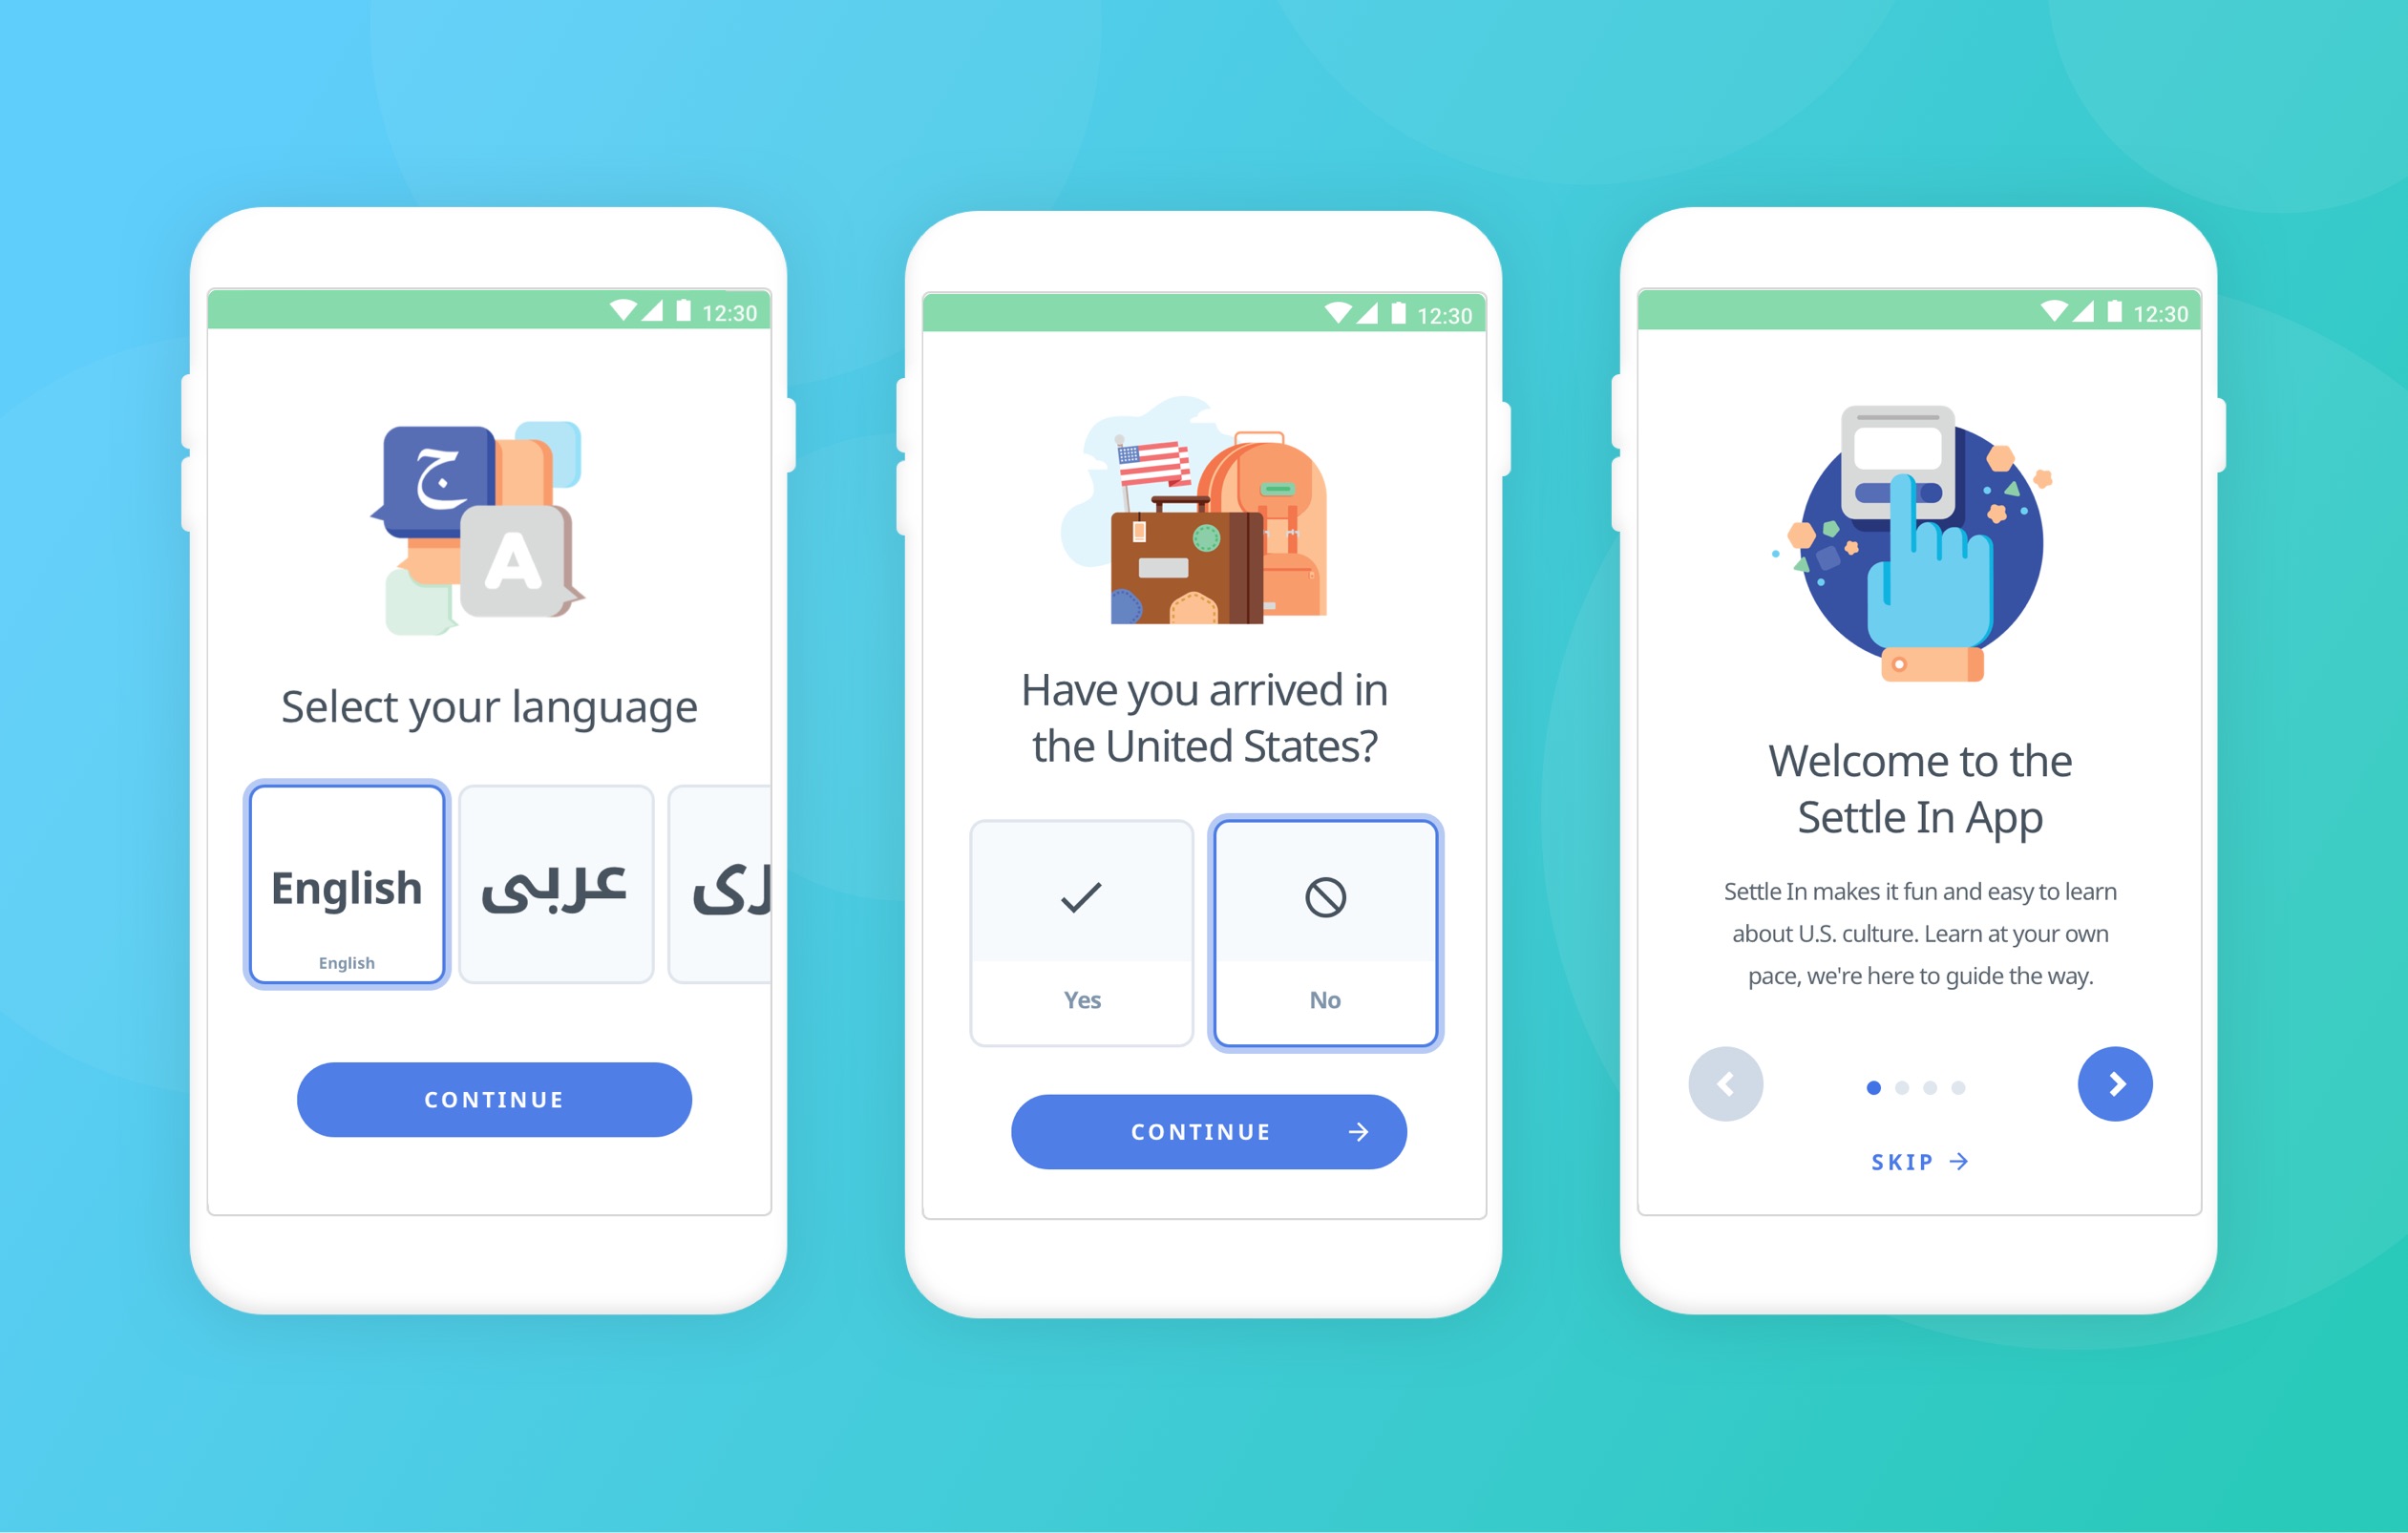 12:30
ج
A
Select your language
English
عربی
English
CONTINUE
12:30
Have you arrived in
the United States?
Yes
No
CONTINUE
12:30
Welcome to the
Settle In App
Settle In makes it fun and easy to learn
about U.S. culture. Learn at your own
pace, we're here to guide the way.
SKIP